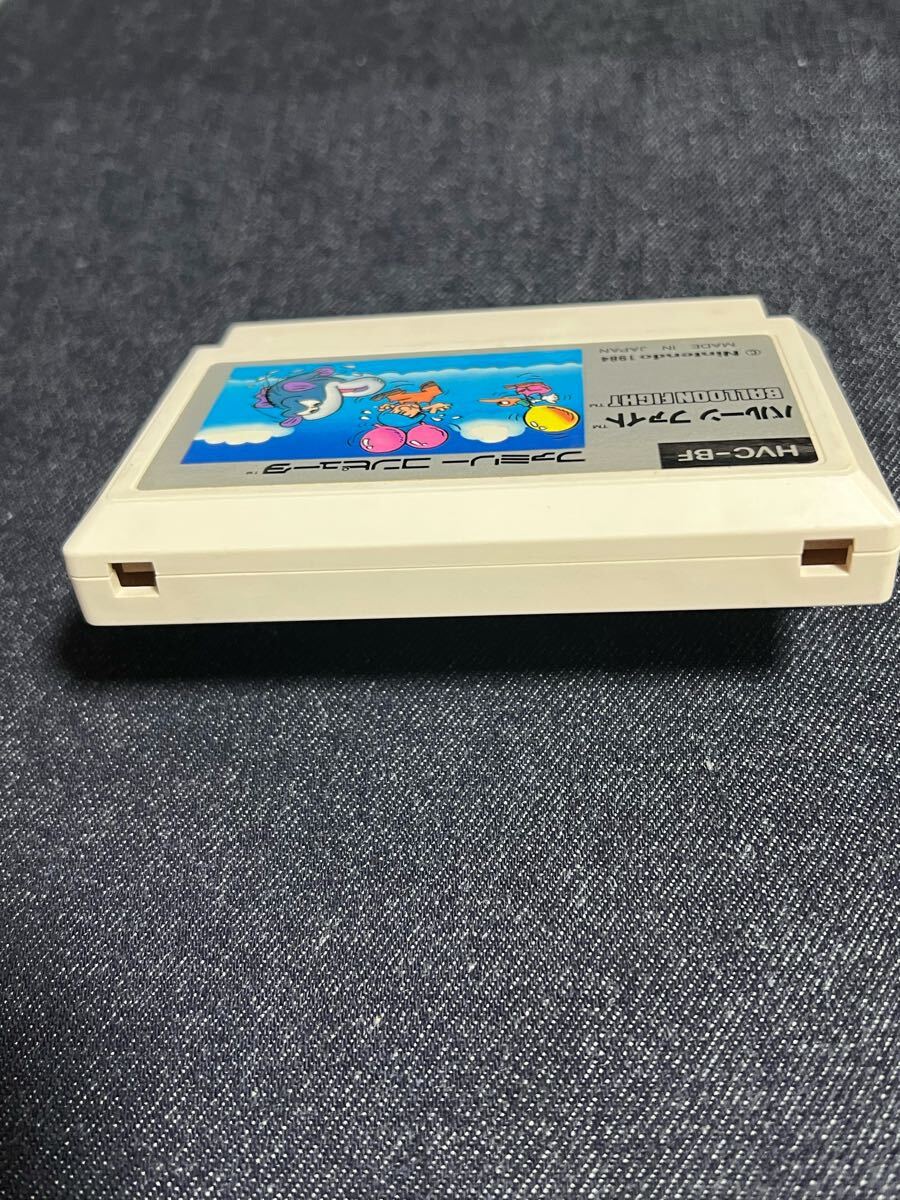 ファミリー コンピュータ™
HVC-BF
バルーン ファイト™
BALLOON FIGHT™
© Nintendo 1984
MADE IN JAPAN